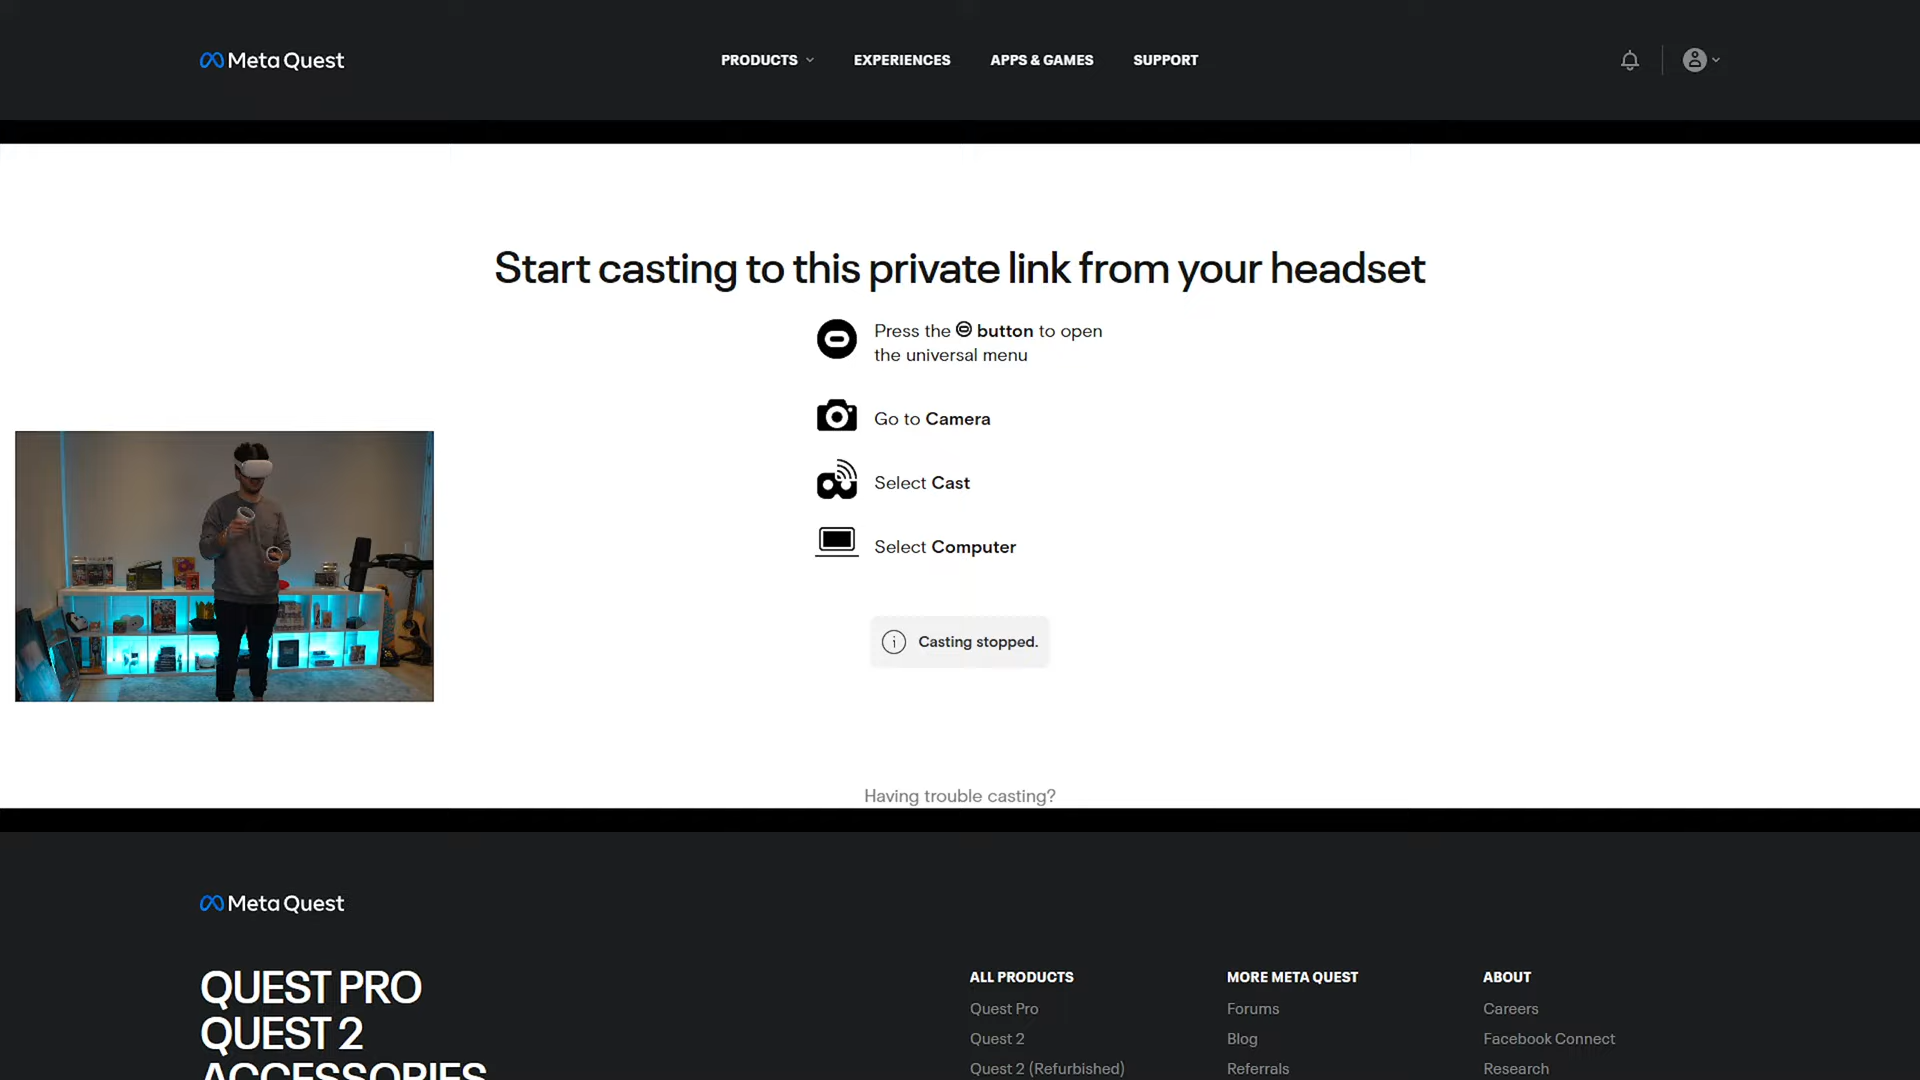 Meta Quest
PRODUCTS
EXPERIENCES
APPS & GAMES
SUPPORT
Start casting to this private link from your headset
Press the button to open
the universal menu
Go to Camera
Select Cast
Select Computer
Casting stopped.
Having trouble casting?
Meta Quest
QUEST PRO
QUEST 2
ACCESSORIES
ALL PRODUCTS
Quest Pro
Quest 2
Quest 2 (Refurbished)
MORE META QUEST
Forums
Blog
Referrals
ABOUT
Careers
Facebook Connect
Research